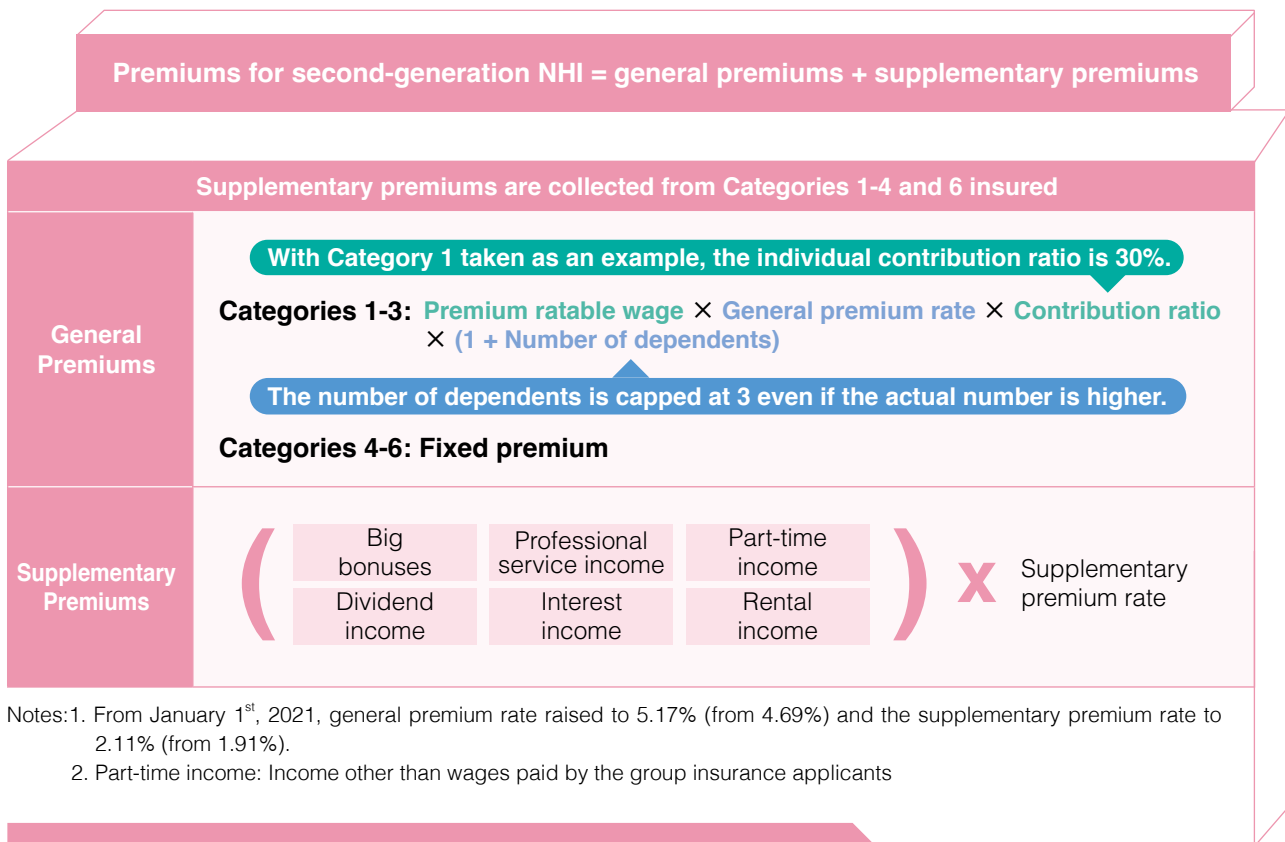 Premiums for second-generation NHI = general premiums + supplementary premiums
Supplementary premiums are collected from Categories 1-4 and 6 insured
General
Premiums
With Category 1 taken as an example, the individual contribution ratio is 30%.
Categories 1-3: Premium ratable wage × General premium rate × Contribution ratio
× (1 + Number of dependents)
The number of dependents is capped at 3 even if the actual number is higher.
Categories 4-6: Fixed premium
Supplementary
Premiums
(
Big
bonuses
Professional
service income
Part-time
income
Dividend
income
Interest
income
Rental
income
)
X
Supplementary
premium rate
Notes:1. From January 1st, 2021, general premium rate raised to 5.17% (from 4.69%) and the supplementary premium rate to
2.11% (from 1.91%).
2. Part-time income: Income other than wages paid by the group insurance applicants